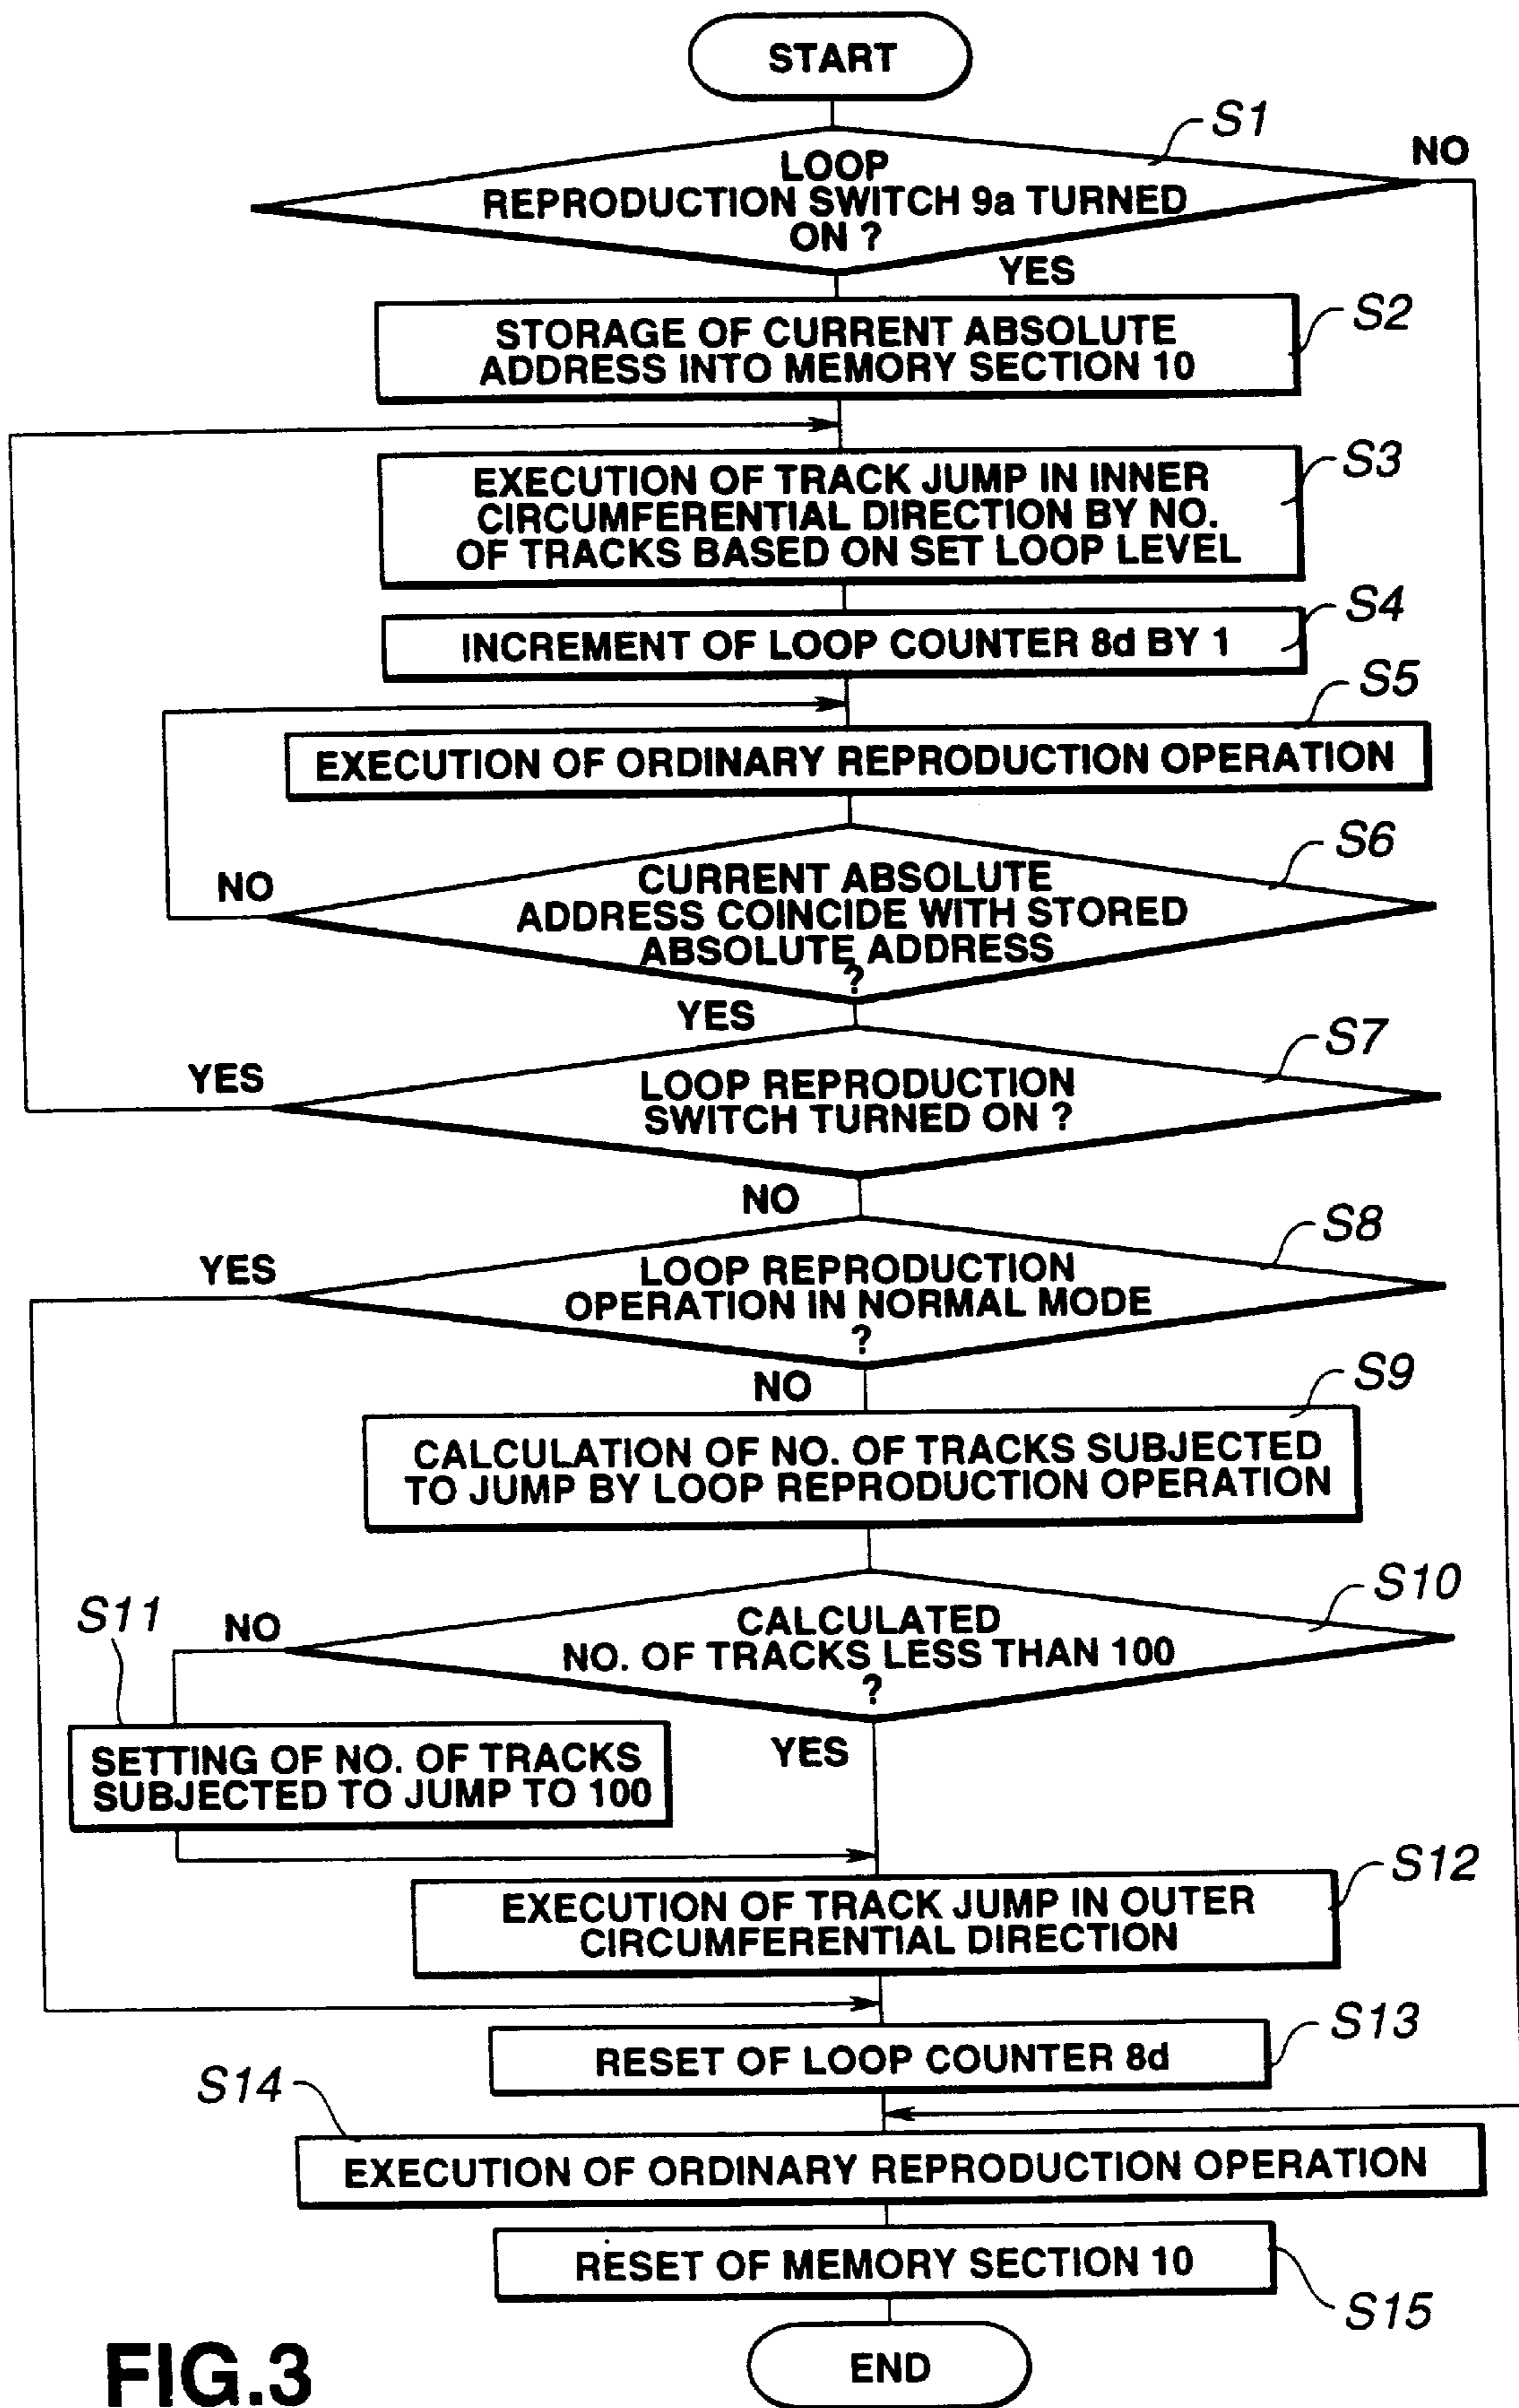 START
S1
NO
LOOP
REPRODUCTION SWITCH 9a TURNED
ON ?
YES
S2
STORAGE OF CURRENT ABSOLUTE
ADDRESS INTO MEMORY SECTION 10
S3
EXECUTION OF TRACK JUMP IN INNER
CIRCUMFERENTIAL DIRECTION BY NO.
OF TRACKS BASED ON SET LOOP LEVEL
S4
INCREMENT OF LOOP COUNTER 8d BY 1
S5
EXECUTION OF ORDINARY REPRODUCTION OPERATION
S6
NO
CURRENT ABSOLUTE
ADDRESS COINCIDE WITH STORED
ABSOLUTE ADDRESS
?
YES
S7
YES
LOOP REPRODUCTION
SWITCH TURNED ON ?
NO
S8
YES
LOOP REPRODUCTION
OPERATION IN NORMAL MODE
?
NO
S9
CALCULATION OF NO. OF TRACKS SUBJECTED
TO JUMP BY LOOP REPRODUCTION OPERATION
S10
S11
NO
CALCULATED
NO. OF TRACKS LESS THAN 100
?
YES
SETTING OF NO. OF TRACKS
SUBJECTED TO JUMP TO 100
S12
EXECUTION OF TRACK JUMP IN OUTER
CIRCUMFERENTIAL DIRECTION
S13
RESET OF LOOP COUNTER 8d
S14
EXECUTION OF ORDINARY REPRODUCTION OPERATION
RESET OF MEMORY SECTION 10
S15
END
FIG.3